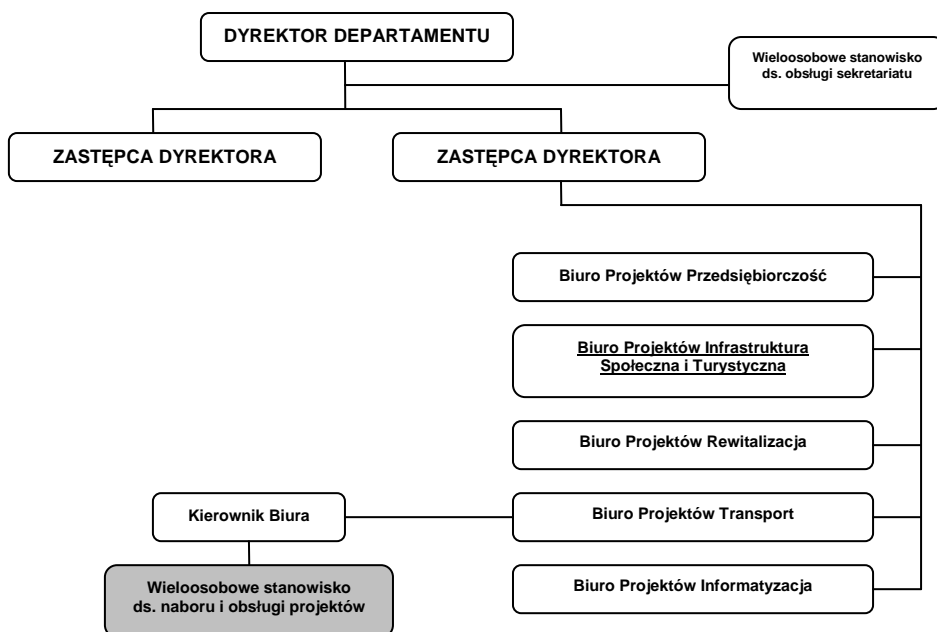 DYREKTOR DEPARTAMENTU
Wieloosobowe stanowisko
ds. obsługi sekretariatu
ZASTĘPCA DYREKTORA
ZASTĘPCA DYREKTORA
Biuro Projektów Przedsiębiorczość
Biuro Projektów Infrastruktura
Społeczna i Turystyczna
Biuro Projektów Rewitalizacja
Kierownik Biura
Biuro Projektów Transport
Wieloosobowe stanowisko
ds. naboru i obsługi projektów
Biuro Projektów Informatyzacja